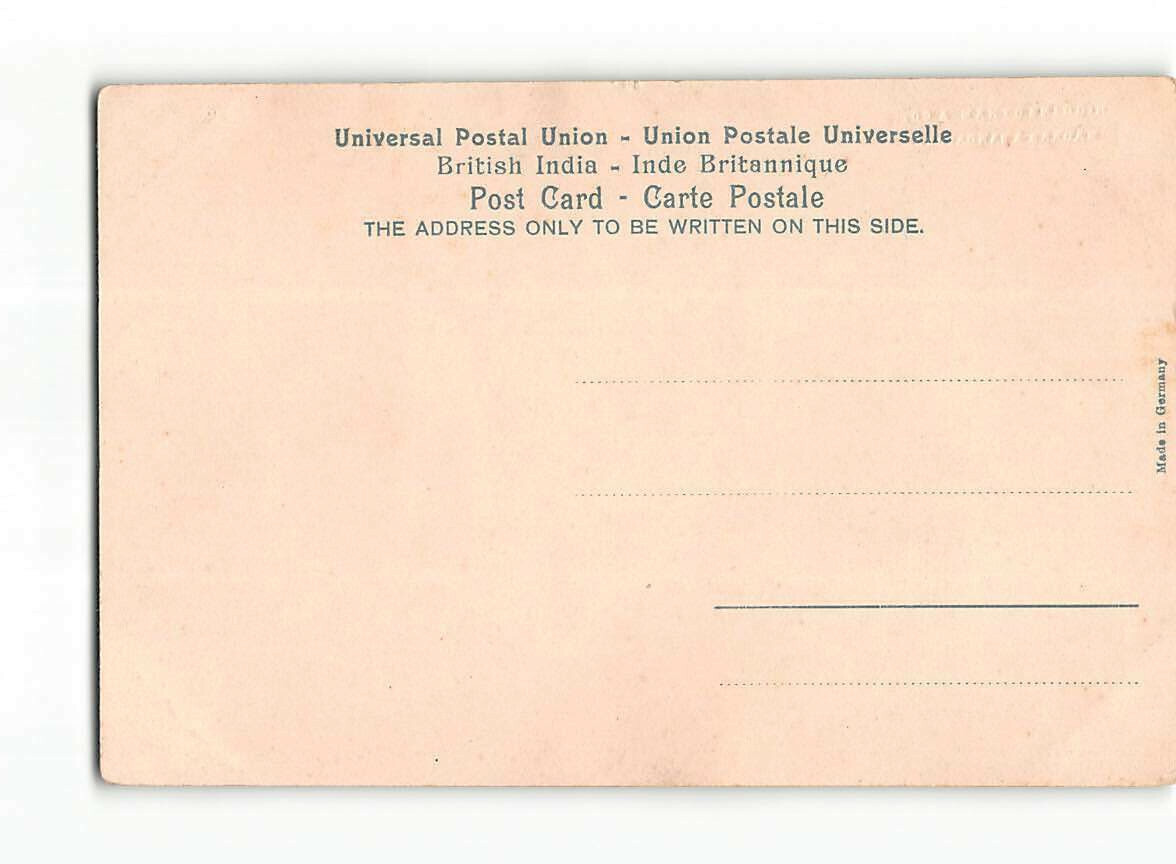 Universal Postal Union - Union Postale Universelle
British India - Inde Britannique
Post Card - Carte Postale
THE ADDRESS ONLY TO BE WRITTEN ON THIS SIDE.
Made in Germany